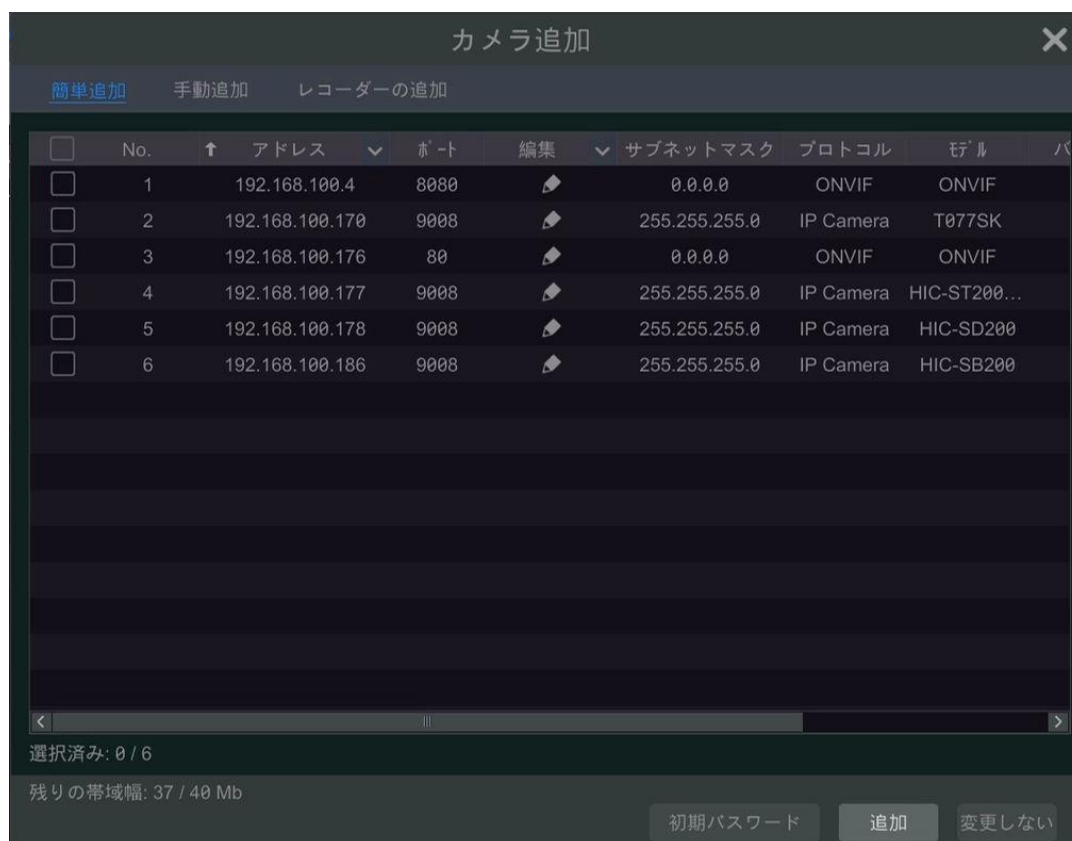 カメラ追加
簡単追加 手動追加 レコーダーの追加
No. アドレス ポート 編集 サブネットマスク プロトコル モデル バ
1 192.168.100.4 8080 0.0.0.0 ONVIF ONVIF
2 192.168.100.170 9008 255.255.255.0 IP Camera T077SK
3 192.168.100.176 80 0.0.0.0 ONVIF ONVIF
4 192.168.100.177 9008 255.255.255.0 IP Camera HIC-ST200...
5 192.168.100.178 9008 255.255.255.0 IP Camera HIC-SD200
6 192.168.100.186 9008 255.255.255.0 IP Camera HIC-SB200
選択済み: 0 / 6
残りの帯域幅: 37 / 40 Mb
初期パスワード 追加 変更しない